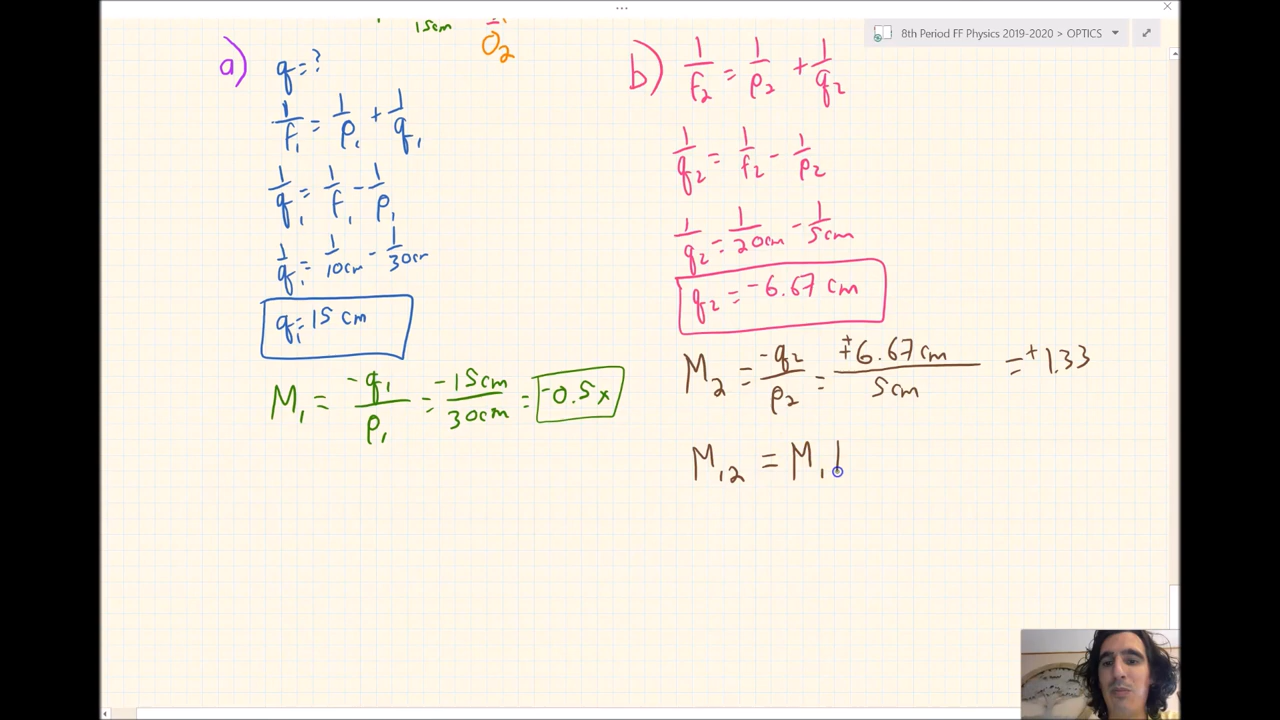 8th Period FF Physics 2019-2020 > OPTICS
15cm
O₂
a) q = ?
1/f₁ = 1/p₁ + 1/q₁
1/q₁ = 1/f₁ - 1/p₁
1/q₁ = 1/10cm - 1/30cm
q₁ = 15 cm
M₁ = -q₁/p₁ = -15cm/30cm = -0.5x
b) 1/f₂ = 1/p₂ + 1/q₂
1/q₂ = 1/f₂ - 1/p₂
1/q₂ = 1/20cm - 1/5cm
q₂ = -6.67 cm
M₂ = -q₂/p₂ = +6.67cm/5cm = +1.33
M₁₂ = M₁